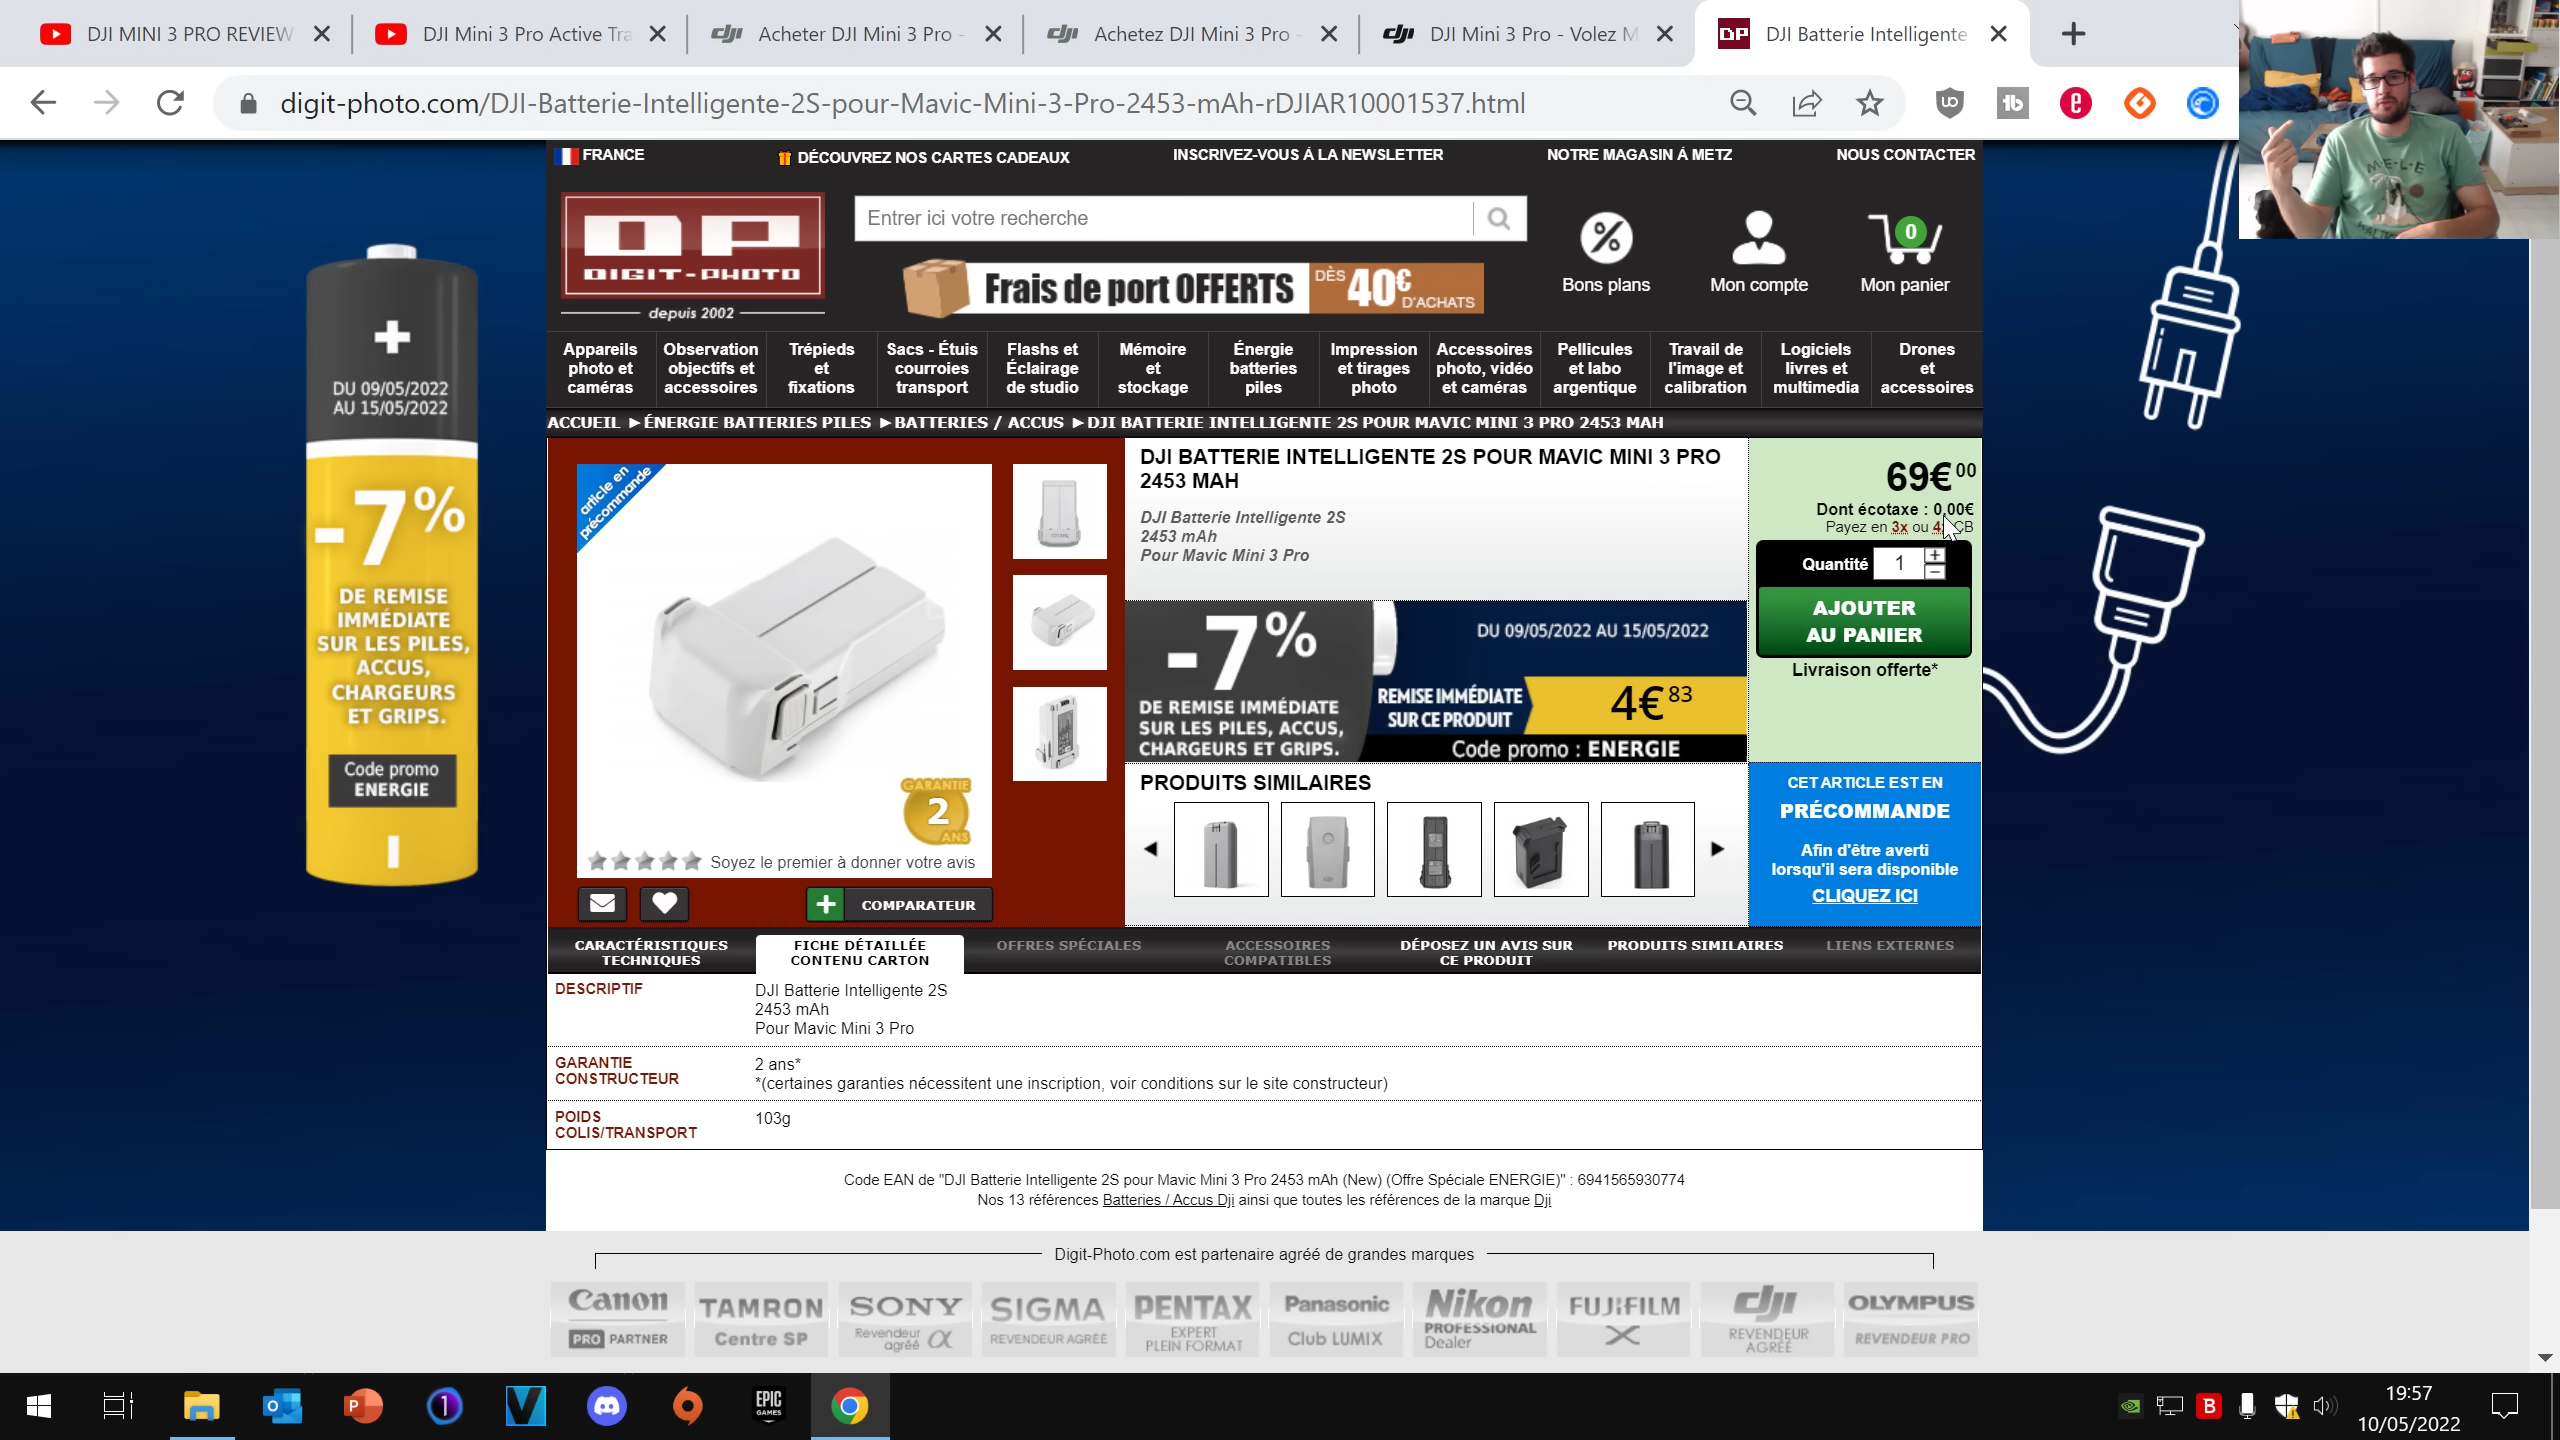 DJI MINI 3 PRO REVIEW
DJI Mini 3 Pro Active Tra
Acheter DJI Mini 3 Pro -
Achetez DJI Mini 3 Pro -
DJI Mini 3 Pro - Volez M
DJI Batterie Intelligente
digit-photo.com/DJI-Batterie-Intelligente-2S-pour-Mavic-Mini-3-Pro-2453-mAh-rDJIAR10001537.html
FRANCE
DÉCOUVREZ NOS CARTES CADEAUX
INSCRIVEZ-VOUS À LA NEWSLETTER
NOTRE MAGASIN À METZ
NOUS CONTACTER
DP
DIGIT-PHOTO
depuis 2002
Entrer ici votre recherche
Frais de port OFFERTS DÈS 40€ D'ACHATS
Bons plans
Mon compte
0
Mon panier
Appareils photo et caméras
Observation objectifs et accessoires
Trépieds et fixations
Sacs - Étuis courroies transport
Flashs et Éclairage de studio
Mémoire et stockage
Énergie batteries piles
Impression et tirages photo
Accessoires photo, vidéo et caméras
Pellicules et labo argentique
Travail de l'image et calibration
Logiciels livres et multimedia
Drones et accessoires
ACCUEIL ►ÉNERGIE BATTERIES PILES ►BATTERIES / ACCUS ►DJI BATTERIE INTELLIGENTE 2S POUR MAVIC MINI 3 PRO 2453 MAH
+
DU 09/05/2022
AU 15/05/2022
-7%
DE REMISE
IMMÉDIATE
SUR LES PILES,
ACCUS,
CHARGEURS
ET GRIPS.
Code promo
ENERGIE
article en
précommande
GARANTIE
2
ANS
Soyez le premier à donner votre avis
COMPARATEUR
DJI BATTERIE INTELLIGENTE 2S POUR MAVIC MINI 3 PRO
2453 MAH
DJI Batterie Intelligente 2S
2453 mAh
Pour Mavic Mini 3 Pro
-7%
DE REMISE IMMÉDIATE
SUR LES PILES, ACCUS,
CHARGEURS ET GRIPS.
DU 09/05/2022 AU 15/05/2022
REMISE IMMÉDIATE
SUR CE PRODUIT
4€83
Code promo : ENERGIE
PRODUITS SIMILAIRES
69€00
Dont écotaxe : 0,00€
Payez en 3x ou 4x CB
Quantité 1
AJOUTER
AU PANIER
Livraison offerte*
CET ARTICLE EST EN
PRÉCOMMANDE
Afin d'être averti
lorsqu'il sera disponible
CLIQUEZ ICI
CARACTÉRISTIQUES
TECHNIQUES
FICHE DÉTAILLÉE
CONTENU CARTON
OFFRES SPÉCIALES
ACCESSOIRES
COMPATIBLES
DÉPOSEZ UN AVIS SUR
CE PRODUIT
PRODUITS SIMILAIRES
LIENS EXTERNES
DESCRIPTIF
DJI Batterie Intelligente 2S
2453 mAh
Pour Mavic Mini 3 Pro
GARANTIE
CONSTRUCTEUR
2 ans*
*(certaines garanties nécessitent une inscription, voir conditions sur le site constructeur)
POIDS
COLIS/TRANSPORT
103g
Code EAN de "DJI Batterie Intelligente 2S pour Mavic Mini 3 Pro 2453 mAh (New) (Offre Spéciale ENERGIE)" : 6941565930774
Nos 13 références Batteries / Accus Dji ainsi que toutes les références de la marque Dji
Digit-Photo.com est partenaire agréé de grandes marques
Canon
PRO PARTNER
TAMRON
Centre SP
SONY
Revendeur agréé α
SIGMA
REVENDEUR AGRÉÉ
PENTAX
EXPERT
PLEIN FORMAT
Panasonic
Club LUMIX
Nikon
PROFESSIONAL
Dealer
FUJIFILM
X
dji
REVENDEUR
AGRÉÉ
OLYMPUS
REVENDEUR PRO
EPIC
GAMES
19:57
10/05/2022